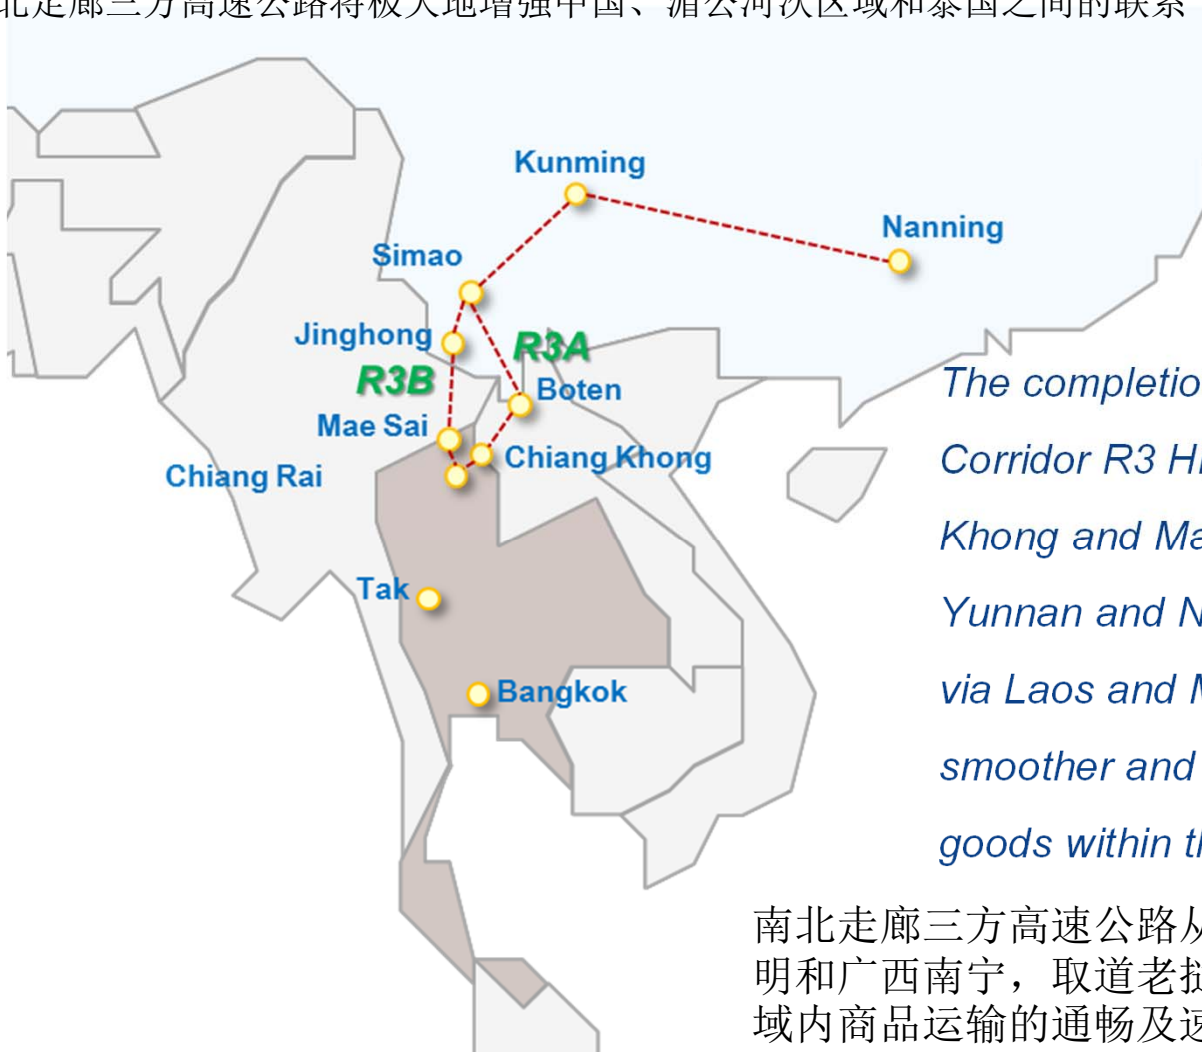 北走廊三方高速公路将极大地增强中国、湄公河次区域和泰国之间的联系
Kunming
Nanning
Simao
Jinghong
R3A
R3B
Boten
Mae Sai
Chiang Khong
Chiang Rai
Tak
Bangkok
The completio
Corridor R3 H
Khong and Ma
Yunnan and N
via Laos and M
smoother and
goods within th
南北走廊三方高速公路从
明和广西南宁，取道老挝
域内商品运输的通畅及速